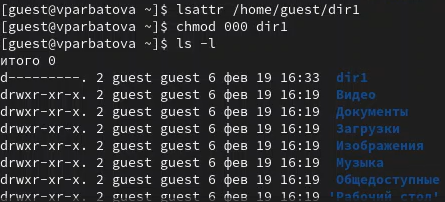 [guest@vparbatova ~]$ lsattr /home/guest/dir1
[guest@vparbatova ~]$ chmod 000 dir1
[guest@vparbatova ~]$ ls -l
итого 0
d---------. 2 guest guest 6 фев 19 16:33 dir1
drwxr-xr-x. 2 guest guest 6 фев 19 16:19 Видео
drwxr-xr-x. 2 guest guest 6 фев 19 16:19 Документы
drwxr-xr-x. 2 guest guest 6 фев 19 16:19 Загрузки
drwxr-xr-x. 2 guest guest 6 фев 19 16:19 Изображения
drwxr-xr-x. 2 guest guest 6 фев 19 16:19 Музыка
drwxr-xr-x. 2 guest guest 6 фев 19 16:19 Общедоступные
drwxr-xr-x. 2 guest guest 6 фев 19 16:19 'Рабочий стол'